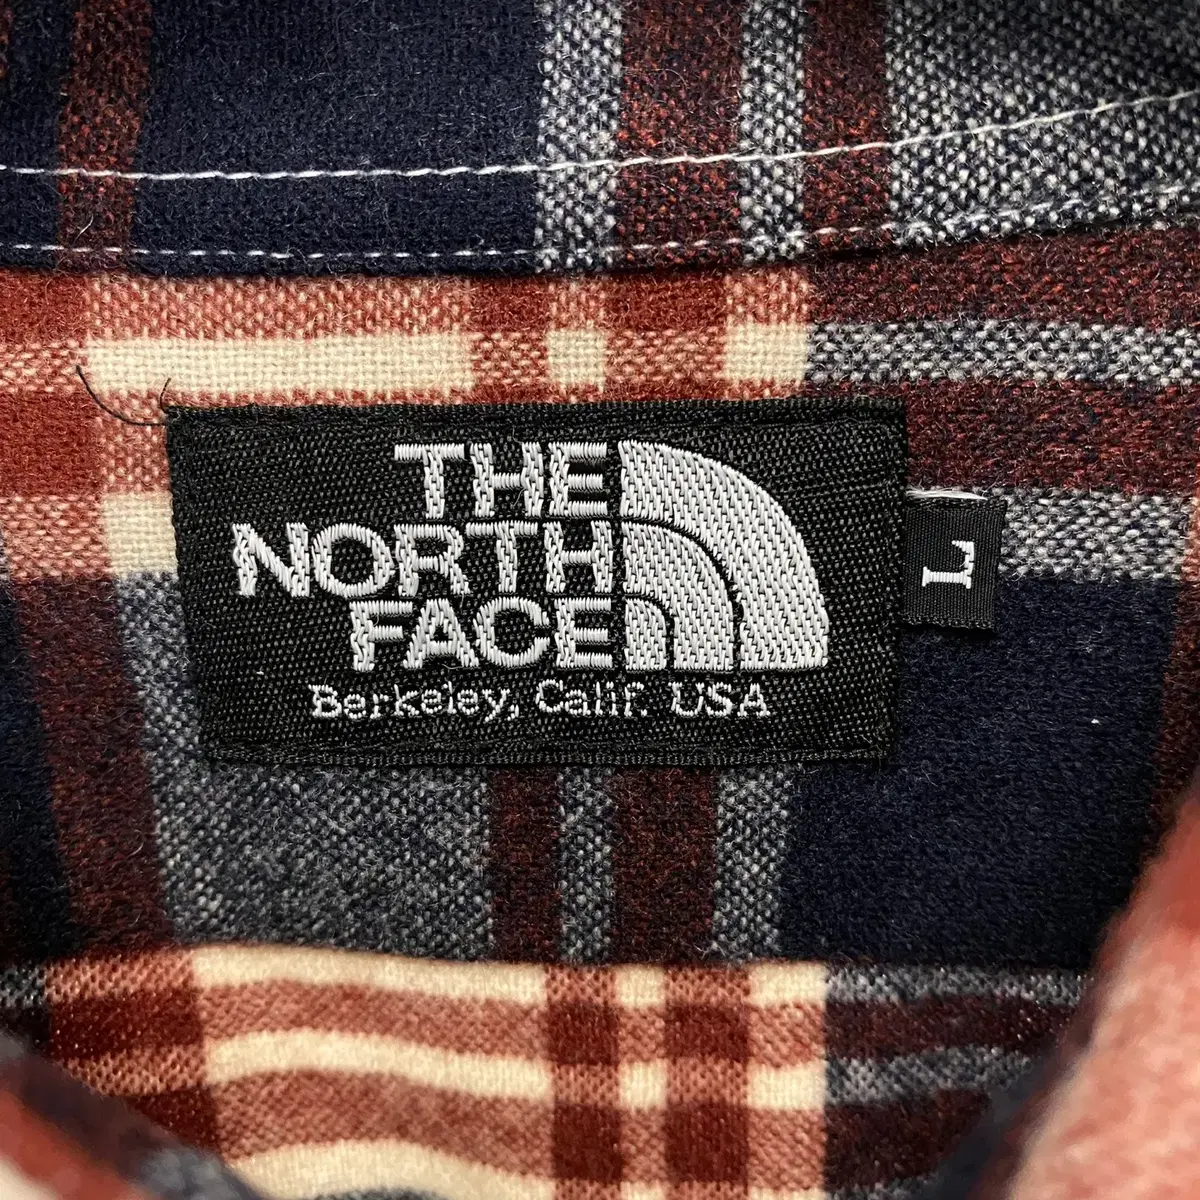 THE
NORTH
FACE
Berkeley, Calif. USA
L